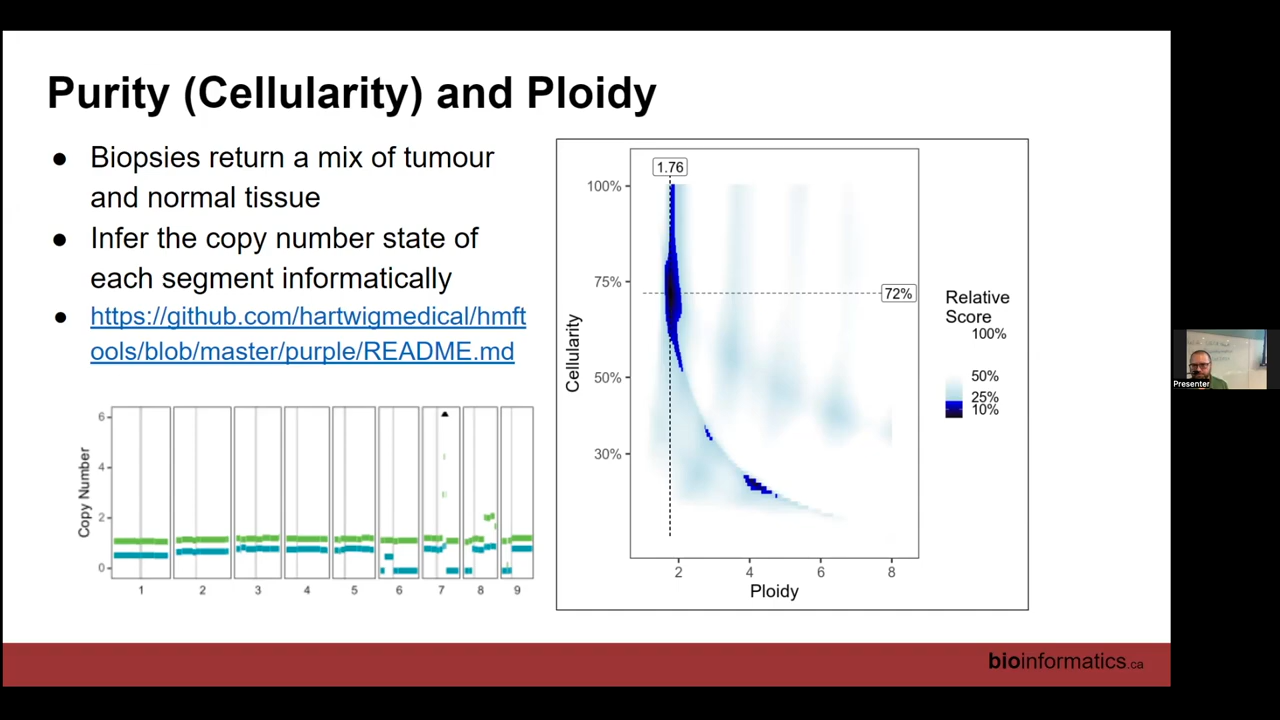 Purity (Cellularity) and Ploidy
● Biopsies return a mix of tumour
and normal tissue
● Infer the copy number state of
each segment informatically
● https://github.com/hartwigmedical/hmft
ools/blob/master/purple/README.md
Copy Number
6
4
2
0
1 2 3 4 5 6 7 8 9
1.76
100%
75%
72%
50%
30%
Cellularity
2 4 6 8
Ploidy
Relative
Score
100%
50%
25%
10%
Presenter
bioinformatics.ca